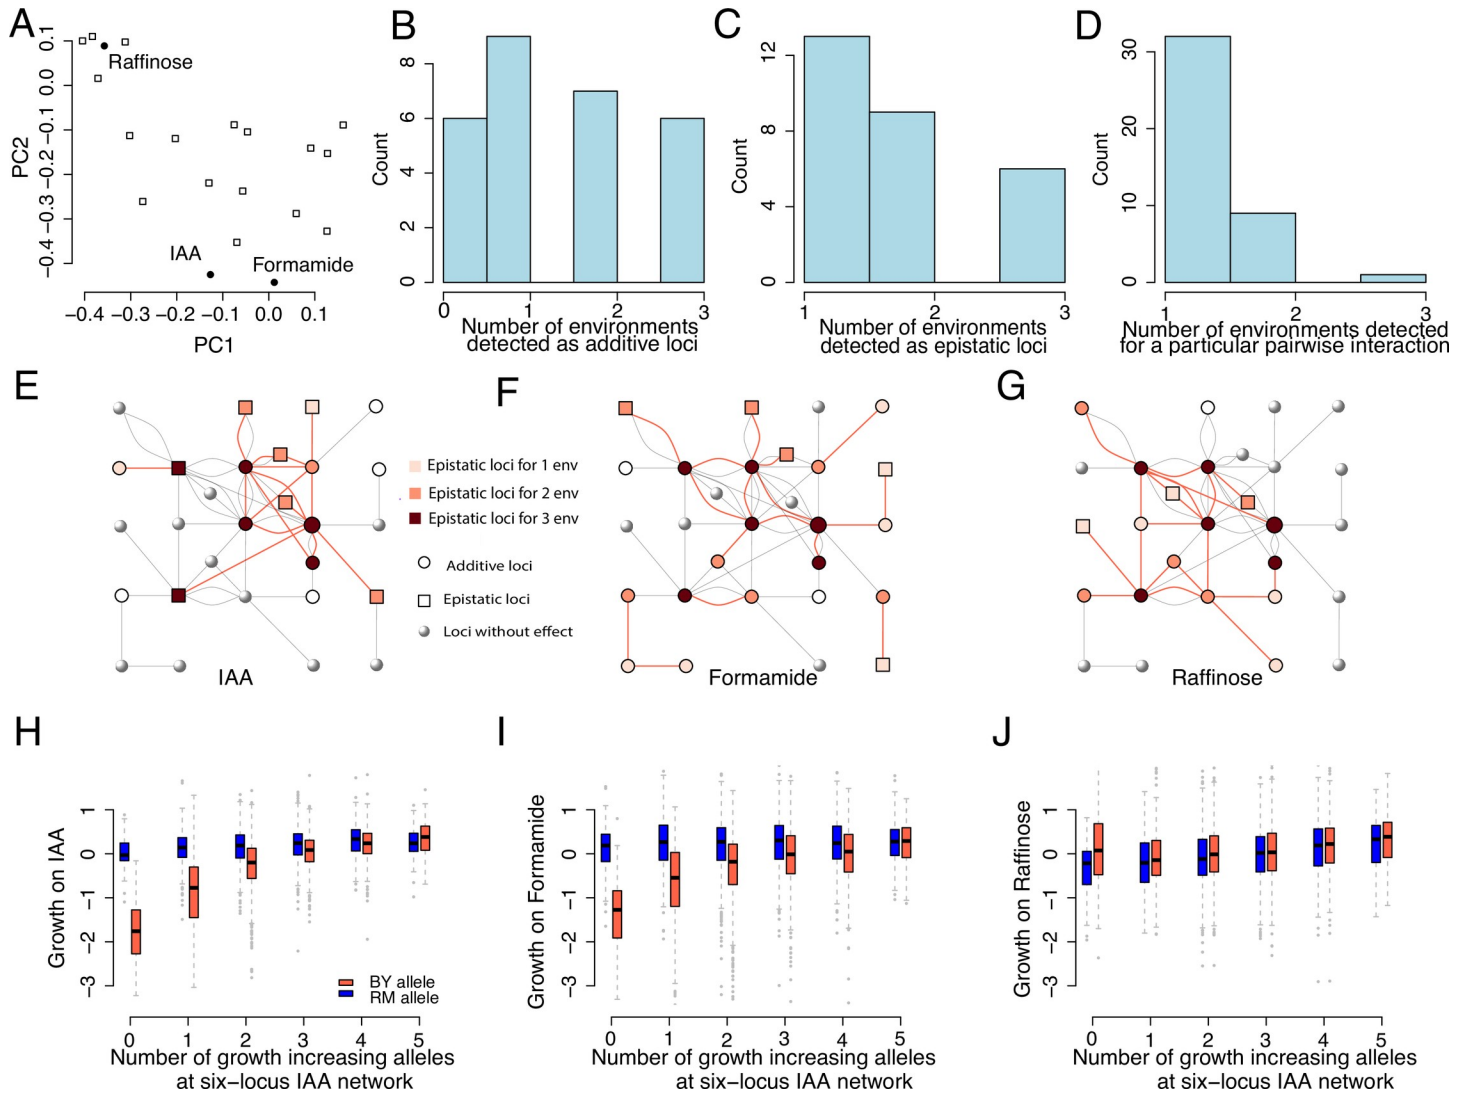 A
B
C
D
PC2
0.1
0.0
−0.1
−0.2
−0.3
−0.4
Raffinose
IAA
Formamide
−0.4
−0.3
−0.2
−0.1
0.0
0.1
PC1
Count
8
6
4
2
0
0
1
2
3
Number of environments
detected as additive loci
Count
12
8
4
0
1
2
3
Number of environments
detected as epistatic loci
Count
30
20
10
0
1
2
3
Number of environments detected
for a particular pairwise interaction
E
F
G
Epistatic loci for 1 env
Epistatic loci for 2 env
Epistatic loci for 3 env
Additive loci
Epistatic loci
Loci without effect
IAA
Formamide
Raffinose
H
I
J
Growth on IAA
1
0
−1
−2
−3
BY allele
RM allele
0
1
2
3
4
5
Number of growth increasing alleles
at six−locus IAA network
Growth on Formamide
1
0
−1
−2
−3
0
1
2
3
4
5
Number of growth increasing alleles
at six−locus IAA network
Growth on Raffinose
1
0
−1
−2
−3
0
1
2
3
4
5
Number of growth increasing alleles
at six−locus IAA network